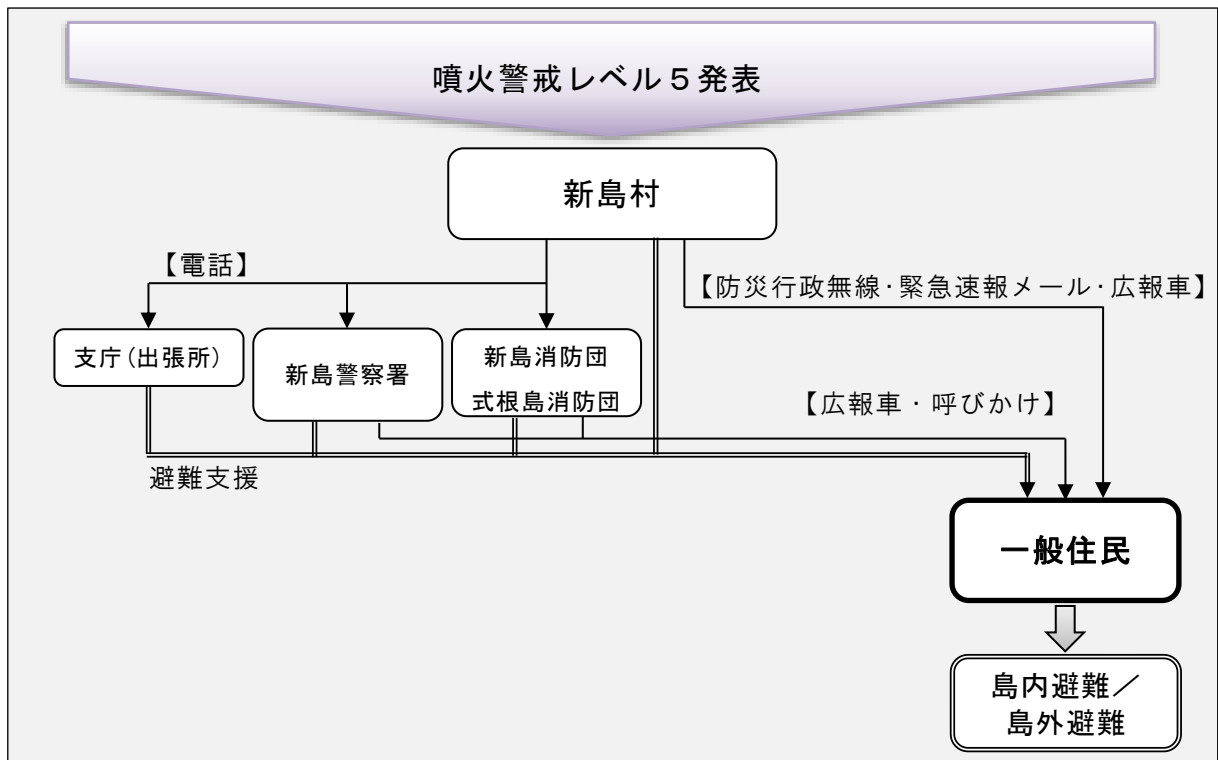 噴火警戒レベル５発表
新島村
【電話】
【防災行政無線･緊急速報メール･広報車】
支庁(出張所)
新島警察署
新島消防団
式根島消防団
【広報車・呼びかけ】
避難支援
一般住民
島内避難／
島外避難